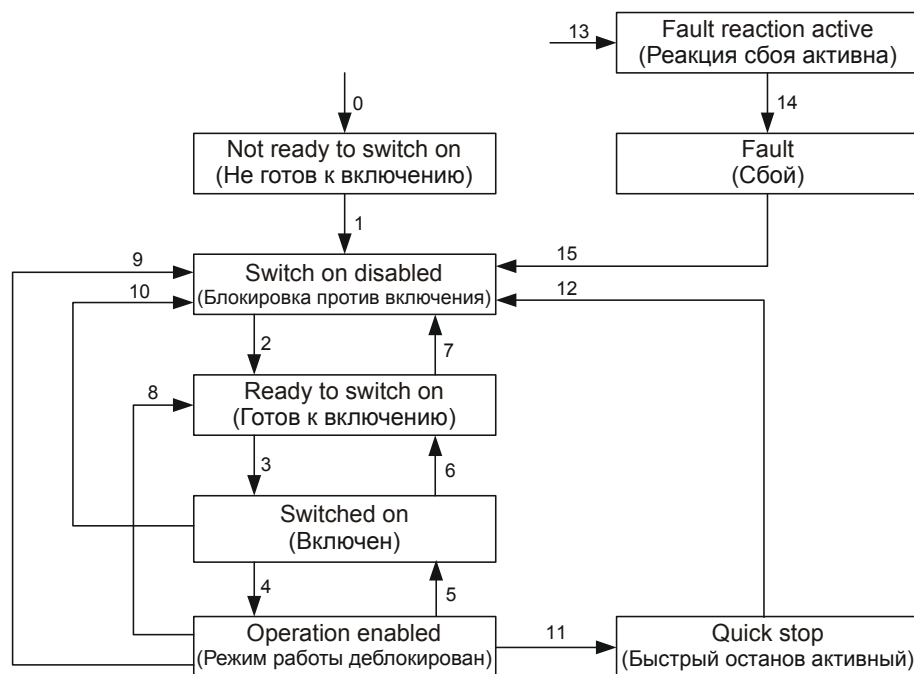 13
Fault reaction active
(Реакция сбоя активна)
14
0
Not ready to switch on
(Не готов к включению)
Fault
(Сбой)
1
9
15
Switch on disabled
(Блокировка против включения)
10
12
2
7
8
Ready to switch on
(Готов к включению)
3
6
Switched on
(Включен)
4
5
Operation enabled
(Режим работы деблокирован)
11
Quick stop
(Быстрый останов активный)